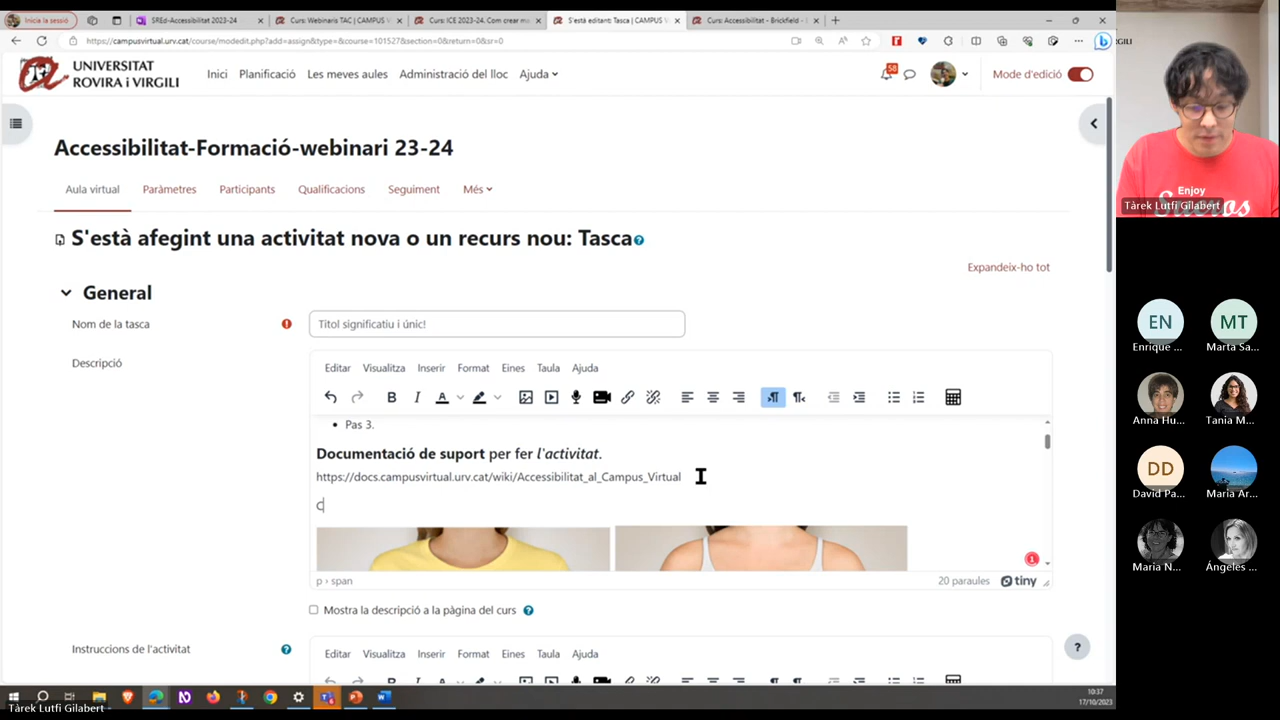 Inicia la sessió
SREd-Accessibilitat 2023-24
Curs: Webinaris TAC | CAMPUS V
Curs: ICE 2023-24. Com crear m
S'està editant: Tasca | CAMPUS V
Curs: Accessibilitat - Brickfield -
https://campusvirtual.urv.cat/course/modedit.php?add=assign&type=&course=101527&section=0&return=0&sr=0
UNIVERSITAT
ROVIRA i VIRGILI
Inici
Planificació
Les meves aules
Administració del lloc
Ajuda
58
Mode d'edició
Accessibilitat-Formació-webinari 23-24
Aula virtual
Paràmetres
Participants
Qualificacions
Seguiment
Més
S'està afegint una activitat nova o un recurs nou: Tasca
Expandeix-ho tot
General
Nom de la tasca
Títol significatiu i únic!
Descripció
Editar Visualitza Inserir Format Eines Taula Ajuda
B I A
Pas 3.
Documentació de suport per fer l'activitat.
https://docs.campusvirtual.urv.cat/wiki/Accessibilitat_al_Campus_Virtual
C
1
p › span
20 paraules
tiny
Mostra la descripció a la pàgina del curs
Instruccions de l'activitat
Editar Visualitza Inserir Format Eines Taula Ajuda
10:37
17/10/2023
Tàrek Lutfi Gilabert
GILI
Enjoy
Tàrek Lutfi Gilabert
EN
Enrique ...
MT
Marta Sa...
Anna Hu...
Tania M...
DD
David Pa...
Maria Ar...
Maria N...
Ángeles ...